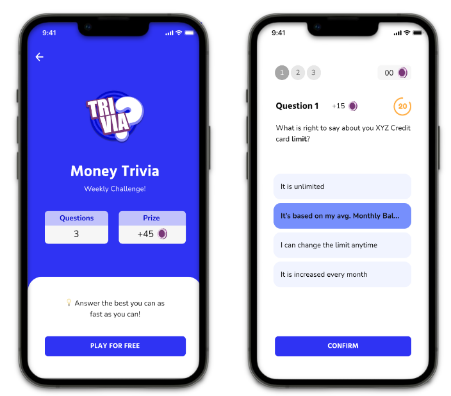 9:41
TRI
VIA?
Money Trivia
Weekly Challenge!
Questions
3
Prize
+45
Answer the best you can as
fast as you can!
PLAY FOR FREE
9:41
1 2 3
00
Question 1 +15
20
What is right to say about you XYZ Credit
card limit?
It is unlimited
It's based on my avg. Monthly Bal...
I can change the limit anytime
It is increased every month
CONFIRM